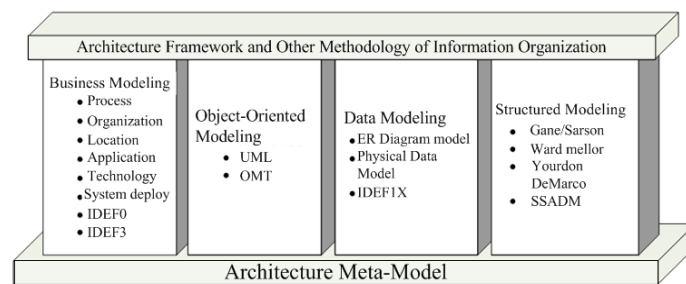 Architecture Framework and Other Methodology of Information Organization
Business Modeling
• Process
• Organization
• Location
• Application
• Technology
• System deploy
• IDEF0
• IDEF3
Object-Oriented
Modeling
• UML
• OMT
Data Modeling
• ER Diagram model
• Physical Data
Model
• IDEF1X
Structured Modeling
• Gane/Sarson
• Ward mellor
• Yourdon
DeMarco
• SSADM
Architecture Meta-Model